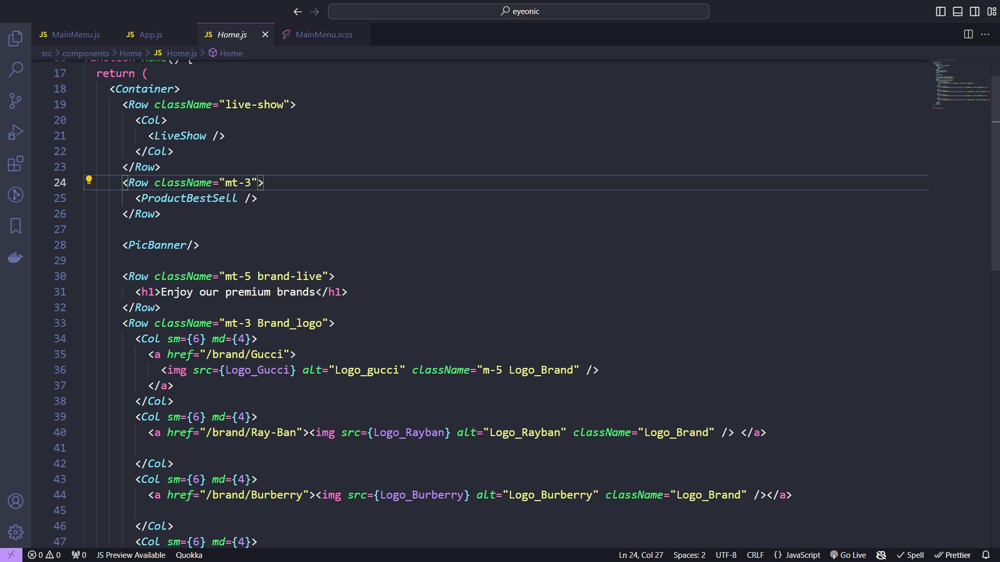 eyeonic
JS MainMenu.js JS App.js JS Home.js MainMenu.scss
src > components > Home > JS Home.js > Home
16 function Home() {
17 return (
18 <Container>
19 <Row className="live-show">
20 <Col>
21 <LiveShow />
22 </Col>
23 </Row>
24 <Row className="mt-3">
25 <ProductBestSell />
26 </Row>
27
28 <PicBanner/>
29
30 <Row className="mt-5 brand-live">
31 <h1>Enjoy our premium brands</h1>
32 </Row>
33 <Row className="mt-3 Brand_logo">
34 <Col sm={6} md={4}>
35 <a href="/brand/Gucci">
36 <img src={Logo_Gucci} alt="Logo_gucci" className="m-5 Logo_Brand" />
37 </a>
38 </Col>
39 <Col sm={6} md={4}>
40 <a href="/brand/Ray-Ban"><img src={Logo_Rayban} alt="Logo_Rayban" className="Logo_Brand" /> </a>
41
42 </Col>
43 <Col sm={6} md={4}>
44 <a href="/brand/Burberry"><img src={Logo_Burberry} alt="Logo_Burberry" className="Logo_Brand" /></a>
45
46 </Col>
47 <Col sm={6} md={4}>
0 0 0 JS Preview Available Quokka Ln 24, Col 27 Spaces: 2 UTF-8 CRLF {} JavaScript Go Live Spell Prettier